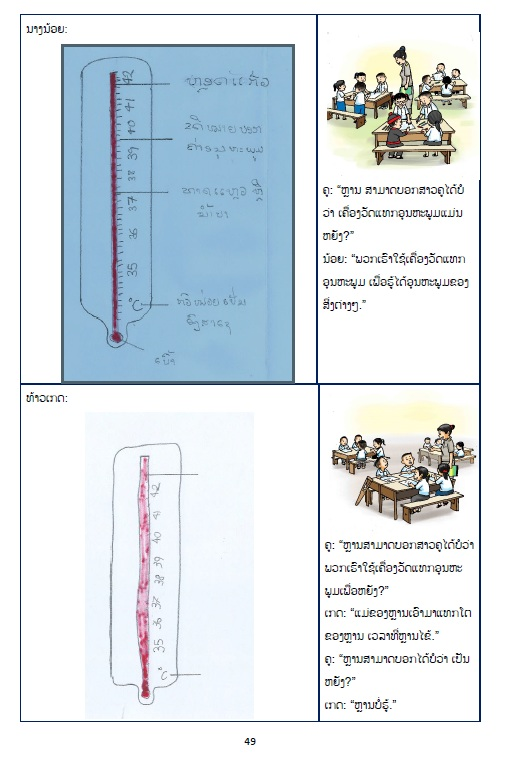 ນາງນ້ອຍ:
42
41
40
39
38
37
36
35
°C
ຄູ: “ຫຼານ ສາມາດບອກສາວຄູໄດ້ບໍ່
ວ່າ ເຄື່ອງວັດແທກອຸນຫະພູມແມ່ນ
ຫຍັງ?”
ນ້ອຍ: “ພວກເຮົາໃຊ້ເຄື່ອງວັດແທກ
ອຸນຫະພູມ ເພື່ອຮູ້ໄດ້ອຸນຫະພູມຂອງ
ສິ່ງຕ່າງໆ.”
ທ້າວເກດ:
42
41
40
39
38
37
36
35
°C
ຄູ: “ຫຼານສາມາດບອກສາວຄູໄດ້ບໍ່ວ່າ
ພວກເຮົາໃຊ້ເຄື່ອງວັດແທກອຸນຫະ
ພູມເພື່ອຫຍັງ?”
ເກດ: “ແມ່ຂອງຫຼານເອົາມາແທກໂຕ
ຂອງຫຼານ ເວລາທີ່ຫຼານໄຂ້.”
ຄູ: “ຫຼານສາມາດບອກໄດ້ບໍ່ວ່າ ເປັນ
ຫຍັງ?”
ເກດ: “ຫຼານບໍ່ຮູ້.”
49